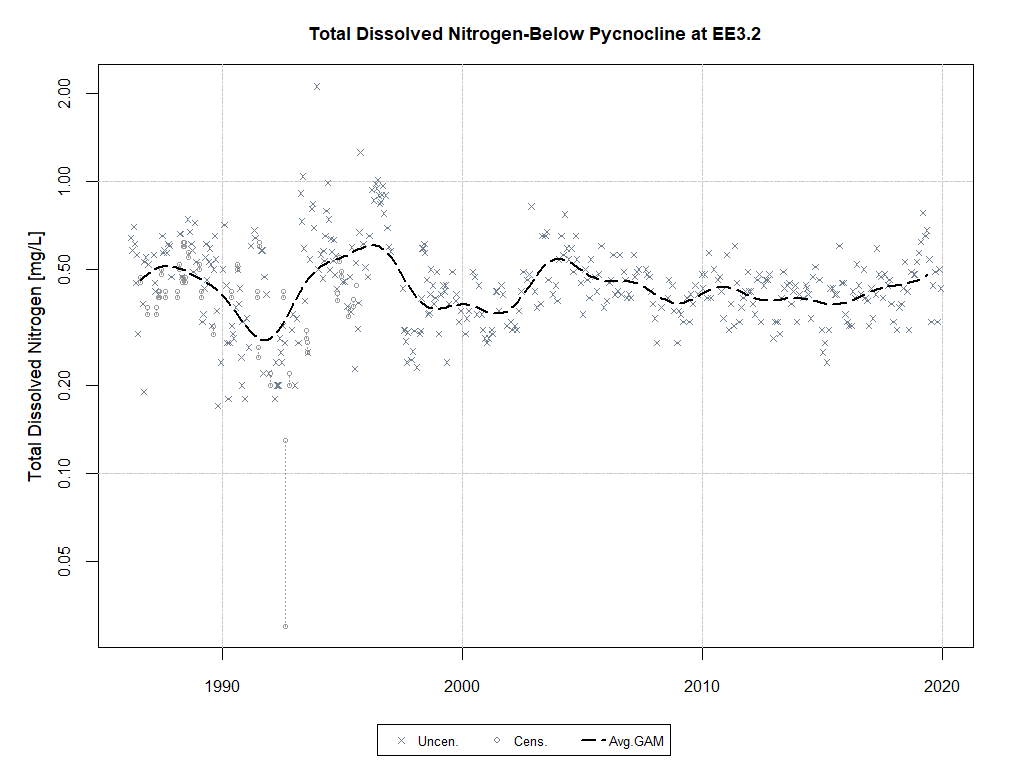 Total Dissolved Nitrogen-Below Pycnocline at EE3.2
Total Dissolved Nitrogen [mg/L]
2.00
1.00
0.50
0.20
0.10
0.05
1990 2000 2010 2020
Uncen. Cens. Avg.GAM